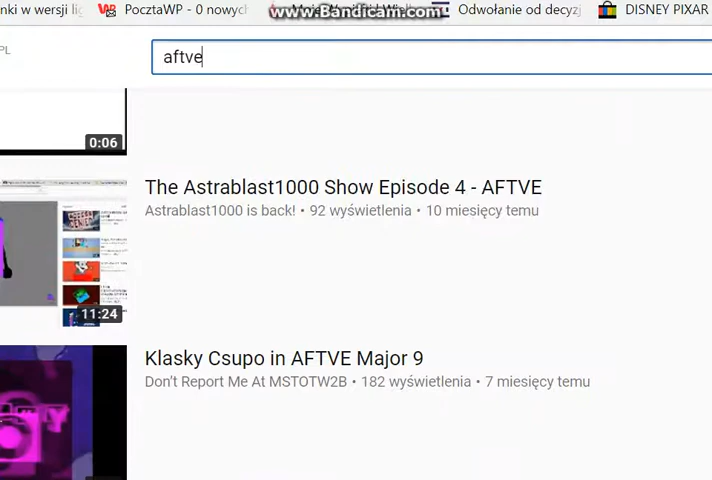 nki w wersji li
PocztaWP - 0 nowych
www.Bandicam.com
Odwołanie od decyzj
DISNEY PIXAR
PL
aftve
0:06
The Astrablast1000 Show Episode 4 - AFTVE
Astrablast1000 is back! • 92 wyświetlenia • 10 miesięcy temu
11:24
Klasky Csupo in AFTVE Major 9
Don't Report Me At MSTOTW2B • 182 wyświetlenia • 7 miesięcy temu